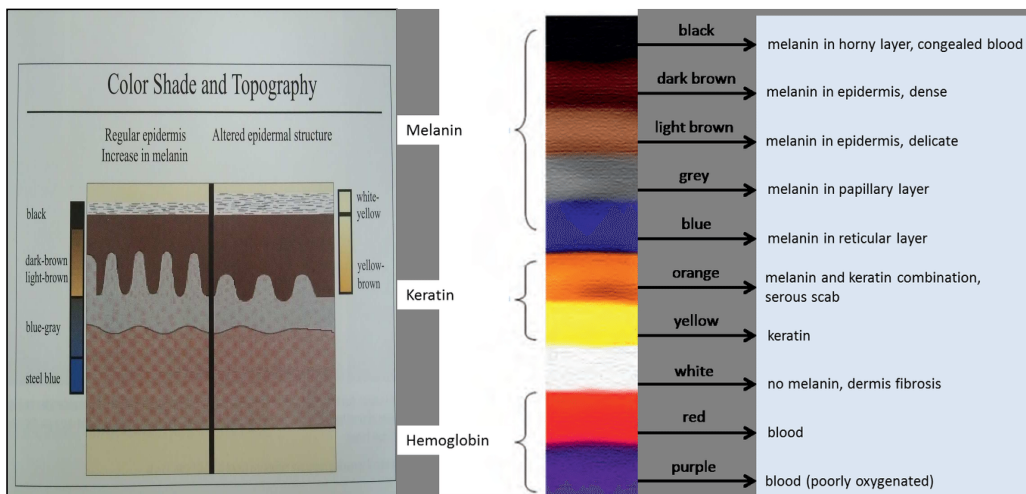 Color Shade and Topography
Regular epidermis
Increase in melanin
Altered epidermal structure
black
dark-brown
light-brown
blue-gray
steel blue
white-
yellow
yellow-
brown
Melanin
Keratin
Hemoglobin
black
melanin in horny layer, congealed blood
dark brown
melanin in epidermis, dense
light brown
melanin in epidermis, delicate
grey
melanin in papillary layer
blue
melanin in reticular layer
orange
melanin and keratin combination,
serous scab
yellow
keratin
white
no melanin, dermis fibrosis
red
blood
purple
blood (poorly oxygenated)